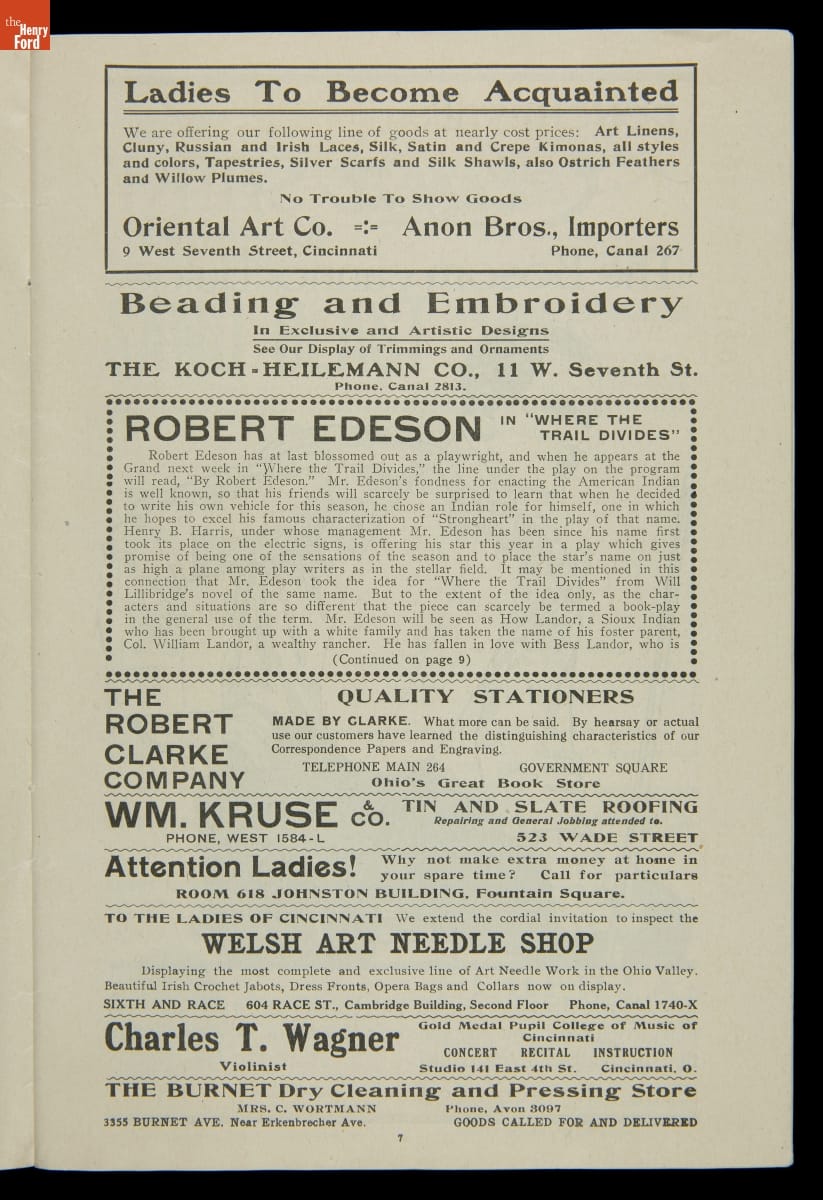 the
Henry
Ford
Ladies To Become Acquainted
We are offering our following line of goods at nearly cost prices: Art Linens,
Cluny, Russian and Irish Laces, Silk, Satin and Crepe Kimonas, all styles
and colors, Tapestries, Silver Scarfs and Silk Shawls, also Ostrich Feathers
and Willow Plumes.
No Trouble To Show Goods
Oriental Art Co. =:= Anon Bros., Importers
9 West Seventh Street, Cincinnati Phone, Canal 267
Beading and Embroidery
In Exclusive and Artistic Designs
See Our Display of Trimmings and Ornaments
THE KOCH-HEILEMANN CO., 11 W. Seventh St.
Phone, Canal 2813.
ROBERT EDESON IN "WHERE THE
TRAIL DIVIDES"
Robert Edeson has at last blossomed out as a playwright, and when he appears at the
Grand next week in "Where the Trail Divides," the line under the play on the program
will read, "By Robert Edeson." Mr. Edeson's fondness for enacting the American Indian
is well known, so that his friends will scarcely be surprised to learn that when he decided
to write his own vehicle for this season, he chose an Indian role for himself, one in which
he hopes to excel his famous characterization of "Strongheart" in the play of that name.
Henry B. Harris, under whose management Mr. Edeson has been since his name first
took its place on the electric signs, is offering his star this year in a play which gives
promise of being one of the sensations of the season and to place the star's name on just
as high a plane among play writers as in the stellar field. It may be mentioned in this
connection that Mr. Edeson took the idea for "Where the Trail Divides" from Will
Lillibridge's novel of the same name. But to the extent of the idea only, as the char-
acters and situations are so different that the piece can scarcely be termed a book-play
in the general use of the term. Mr. Edeson will be seen as How Landor, a Sioux Indian
who has been brought up with a white family and has taken the name of his foster parent,
Col. William Landor, a wealthy rancher. He has fallen in love with Bess Landor, who is
(Continued on page 9)
THE
ROBERT
CLARKE
COMPANY
QUALITY STATIONERS
MADE BY CLARKE. What more can be said. By hearsay or actual
use our customers have learned the distinguishing characteristics of our
Correspondence Papers and Engraving.
TELEPHONE MAIN 264 GOVERNMENT SQUARE
Ohio's Great Book Store
WM. KRUSE & CO. TIN AND SLATE ROOFING
Repairing and General Jobbing attended to.
PHONE, WEST 1584-L 523 WADE STREET
Attention Ladies! Why not make extra money at home in
your spare time? Call for particulars
ROOM 618 JOHNSTON BUILDING, Fountain Square.
TO THE LADIES OF CINCINNATI We extend the cordial invitation to inspect the
WELSH ART NEEDLE SHOP
Displaying the most complete and exclusive line of Art Needle Work in the Ohio Valley.
Beautiful Irish Crochet Jabots, Dress Fronts, Opera Bags and Collars now on display.
SIXTH AND RACE 604 RACE ST., Cambridge Building, Second Floor Phone, Canal 1740-X
Charles T. Wagner
Violinist
Gold Medal Pupil College of Music of
Cincinnati
CONCERT RECITAL INSTRUCTION
Studio 141 East 4th St. Cincinnati, O.
THE BURNET Dry Cleaning and Pressing Store
MRS. C. WORTMANN Phone, Avon 3097
3355 BURNET AVE. Near Erkenbrecher Ave. GOODS CALLED FOR AND DELIVERED
7